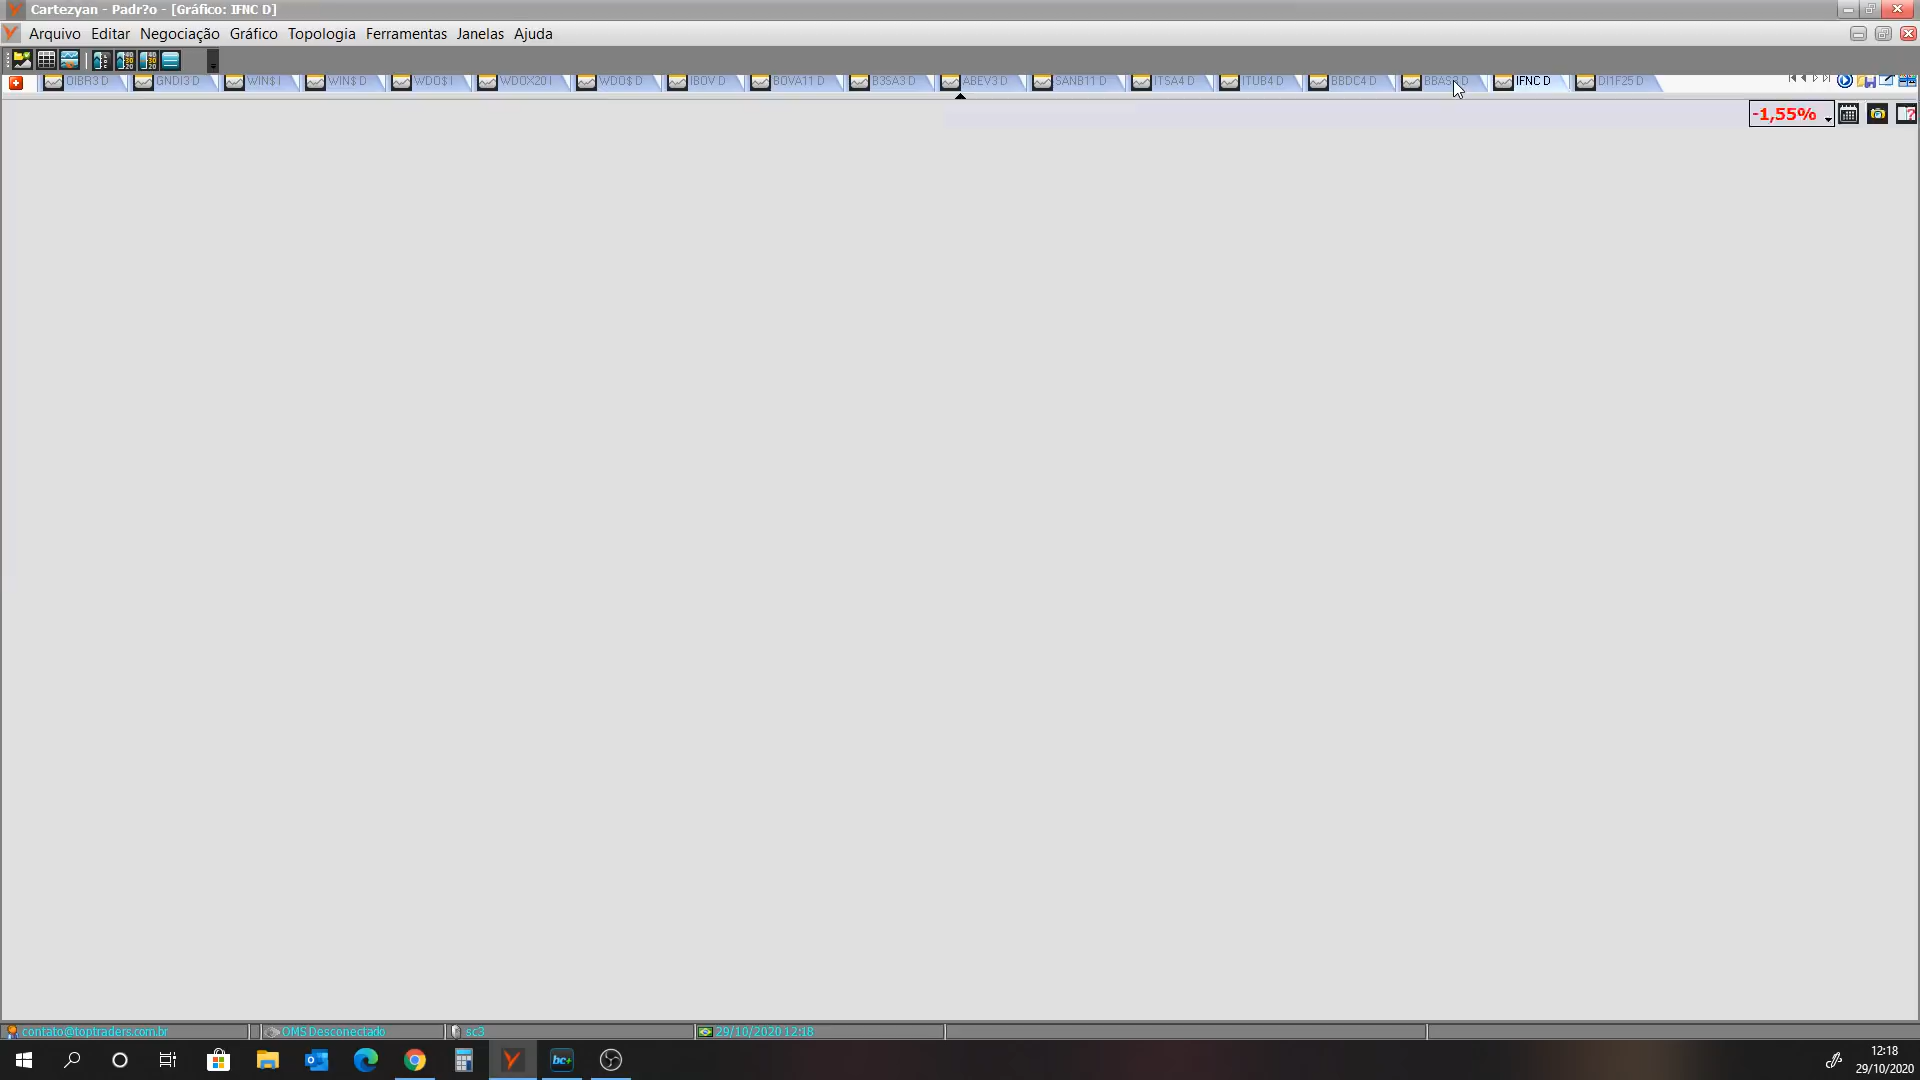 Cartezyan - Padr?o - [Gráfico: IFNC D]
Arquivo Editar Negociação Gráfico Topologia Ferramentas Janelas Ajuda
OIBR3 D GNDI3 D WIN$ I WIN$ D WDO$ I WDOX20 I WDO$ D IBOV D BOVA11 D B3SA3 D ABEV3 D SANB11 D ITSA4 D ITUB4 D BBDC4 D BBAS3 D IFNC D DI1F25 D
-1,55%
contato@toptraders.com.br OMS Desconectado sc3 29/10/2020 12:18
bc+
12:18
29/10/2020